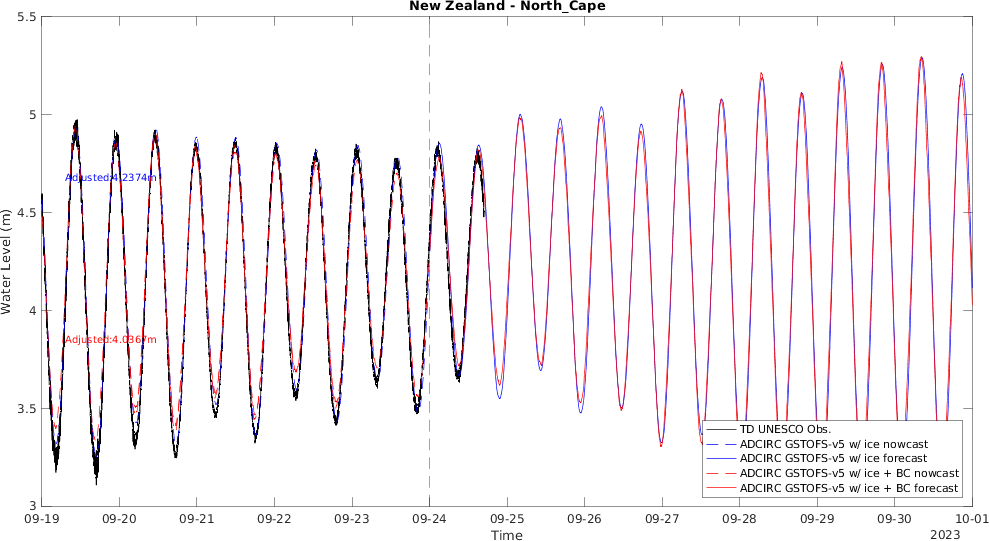 New Zealand - North_Cape
5.5
5
4.5
4
3.5
3
Water Level (m)
Adjusted:4.2374m
Adjusted:4.0367m
TD UNESCO Obs.
ADCIRC GSTOFS-v5 w/ ice nowcast
ADCIRC GSTOFS-v5 w/ ice forecast
ADCIRC GSTOFS-v5 w/ ice + BC nowcast
ADCIRC GSTOFS-v5 w/ ice + BC forecast
09-19 09-20 09-21 09-22 09-23 09-24 09-25 09-26 09-27 09-28 09-29 09-30 10-01
Time
2023